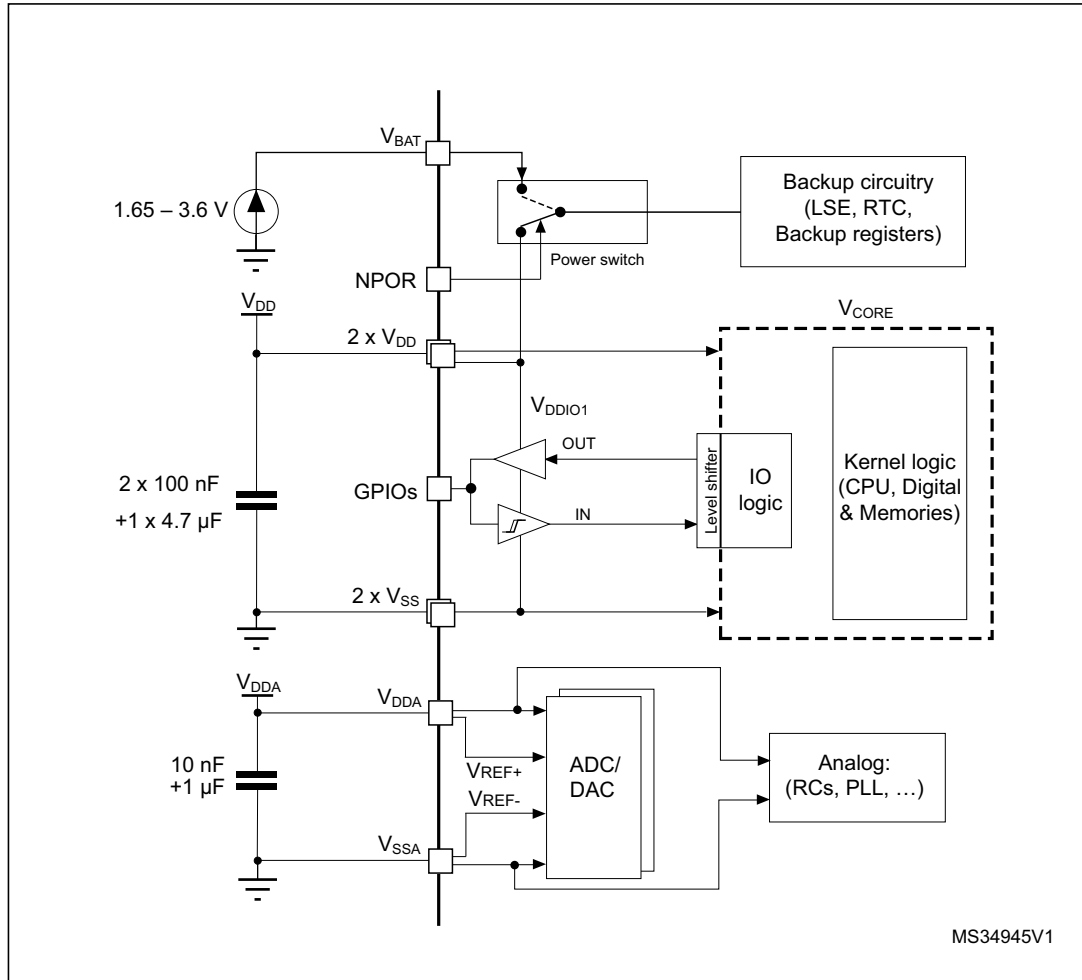 VBAT
1.65 – 3.6 V
Power switch
Backup circuitry
(LSE, RTC,
Backup registers)
NPOR
VDD
2 x VDD
VCORE
VDDIO1
OUT
GPIOs
IN
Level shifter
IO
logic
Kernel logic
(CPU, Digital
& Memories)
2 x 100 nF
+1 x 4.7 µF
2 x VSS
VDDA
VDDA
10 nF
+1 µF
VREF+
VREF-
ADC/
DAC
Analog:
(RCs, PLL, …)
VSSA
MS34945V1